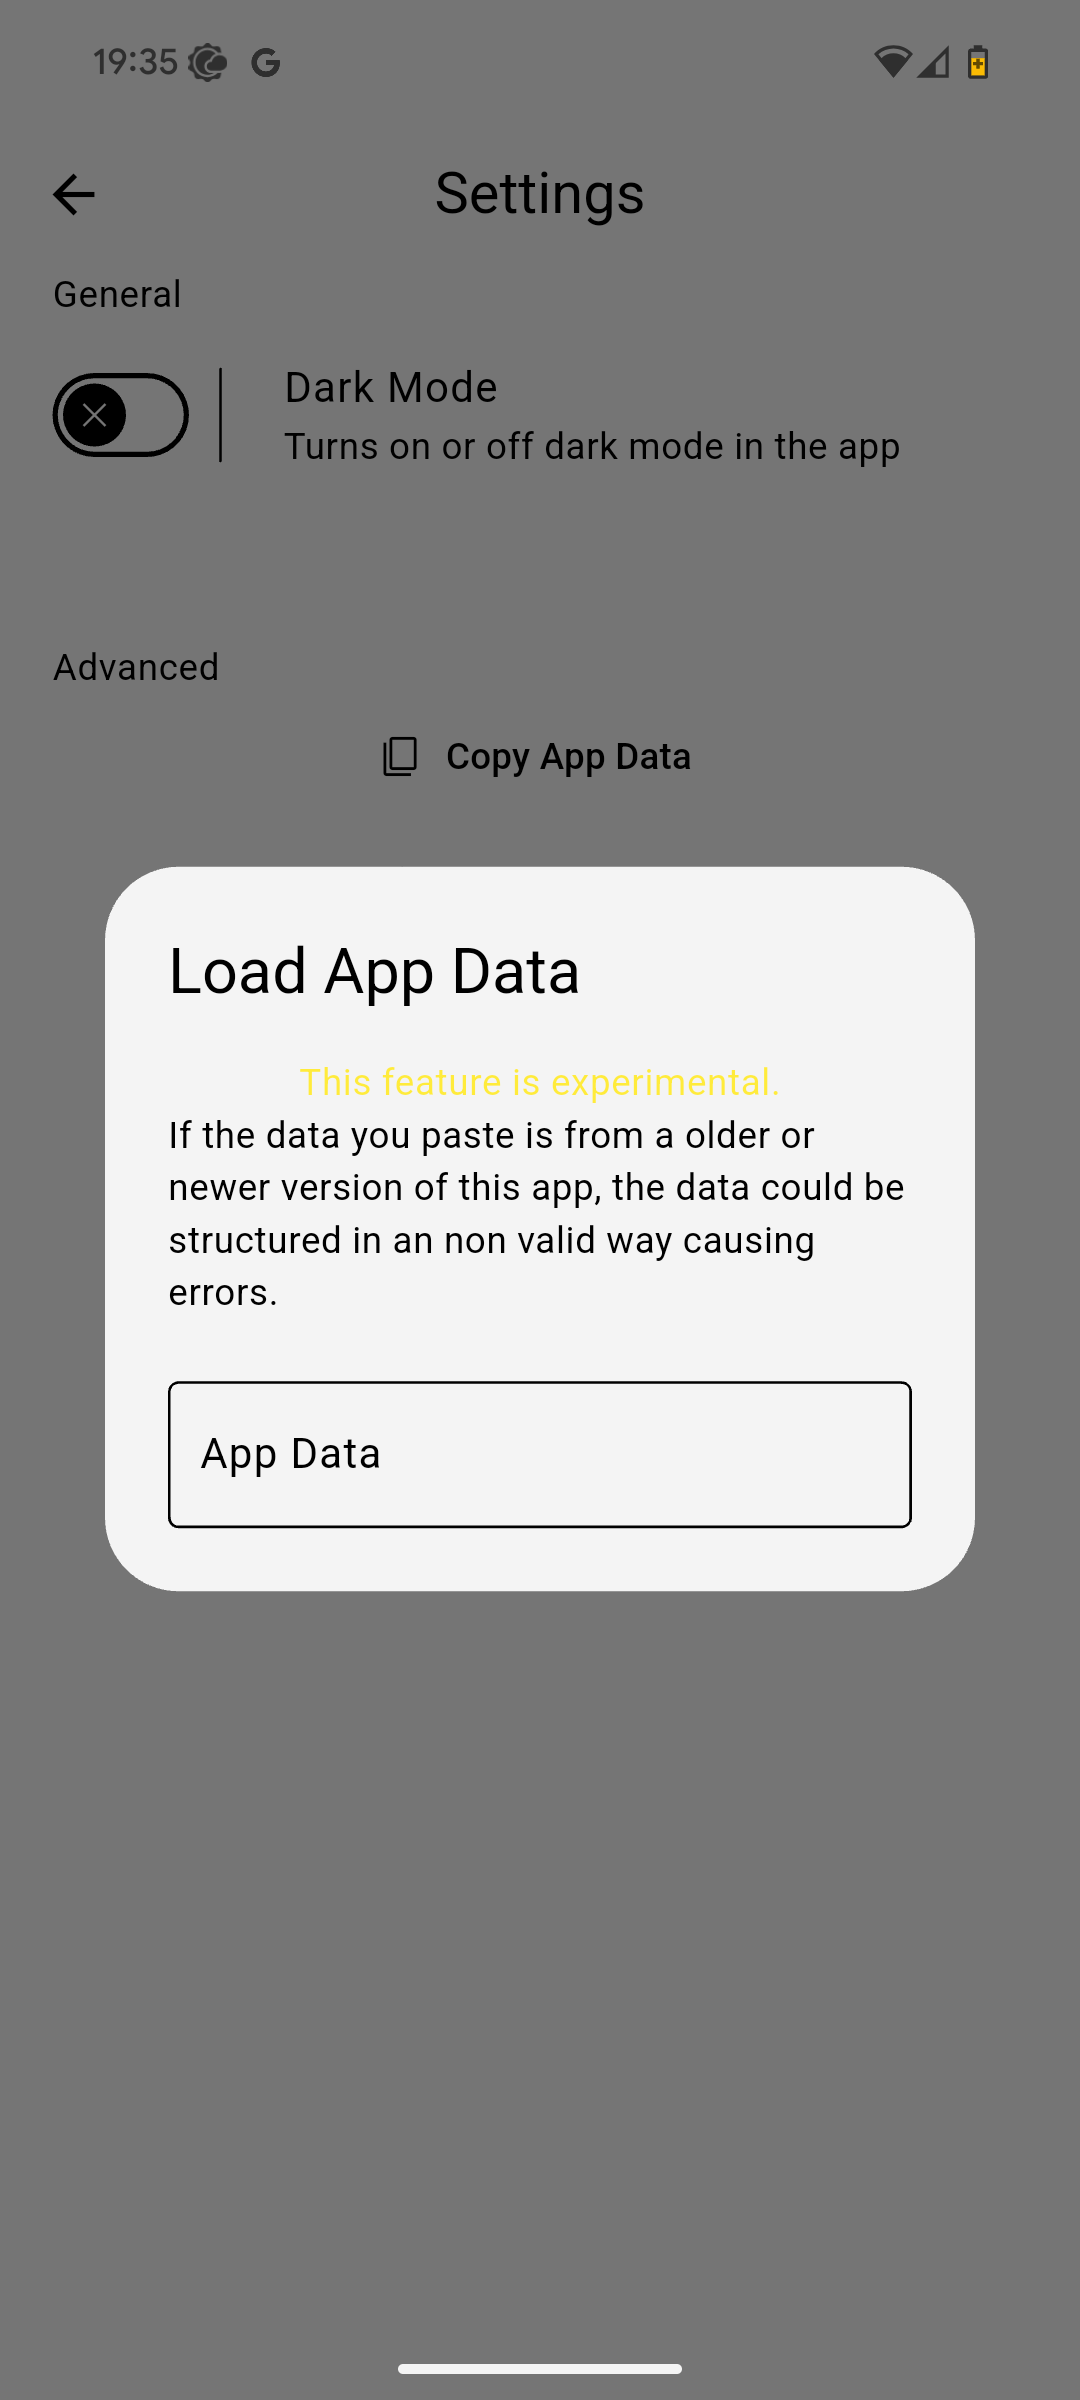 19:35
Settings
General
Dark Mode
Turns on or off dark mode in the app
Advanced
Copy App Data
Load App Data
This feature is experimental.
If the data you paste is from a older or
newer version of this app, the data could be
structured in an non valid way causing
errors.
App Data